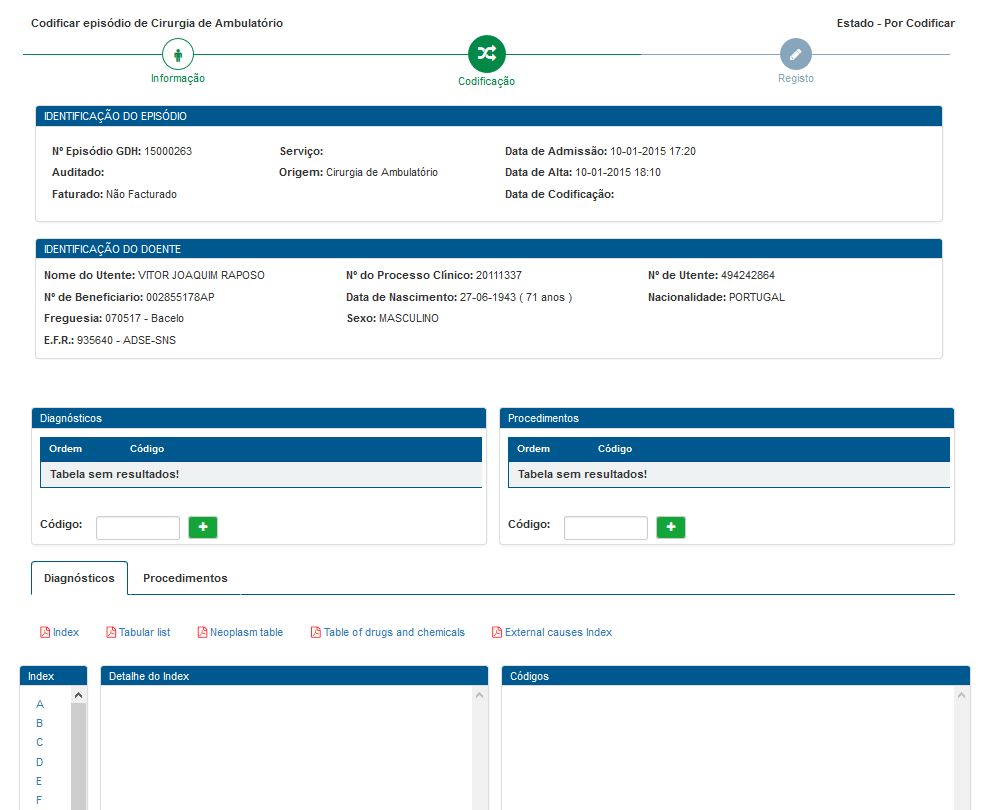 Codificar episódio de Cirurgia de Ambulatório
Estado - Por Codificar
Informação
Codificação
Registo
IDENTIFICAÇÃO DO EPISÓDIO
Nº Episódio GDH: 15000263
Serviço:
Data de Admissão: 10-01-2015 17:20
Auditado:
Origem: Cirurgia de Ambulatório
Data de Alta: 10-01-2015 18:10
Faturado: Não Facturado
Data de Codificação:
IDENTIFICAÇÃO DO DOENTE
Nome do Utente: VITOR JOAQUIM RAPOSO
Nº do Processo Clínico: 20111337
Nº de Utente: 494242864
Nº de Beneficiario: 002855178AP
Data de Nascimento: 27-06-1943 ( 71 anos )
Nacionalidade: PORTUGAL
Freguesia: 070517 - Bacelo
Sexo: MASCULINO
E.F.R.: 935640 - ADSE-SNS
Diagnósticos
Ordem Código
Tabela sem resultados!
Código:
Procedimentos
Ordem Código
Tabela sem resultados!
Código:
Diagnósticos Procedimentos
Index Tabular list Neoplasm table Table of drugs and chemicals External causes Index
Index
A
B
C
D
E
F
Detalhe do Index
Códigos